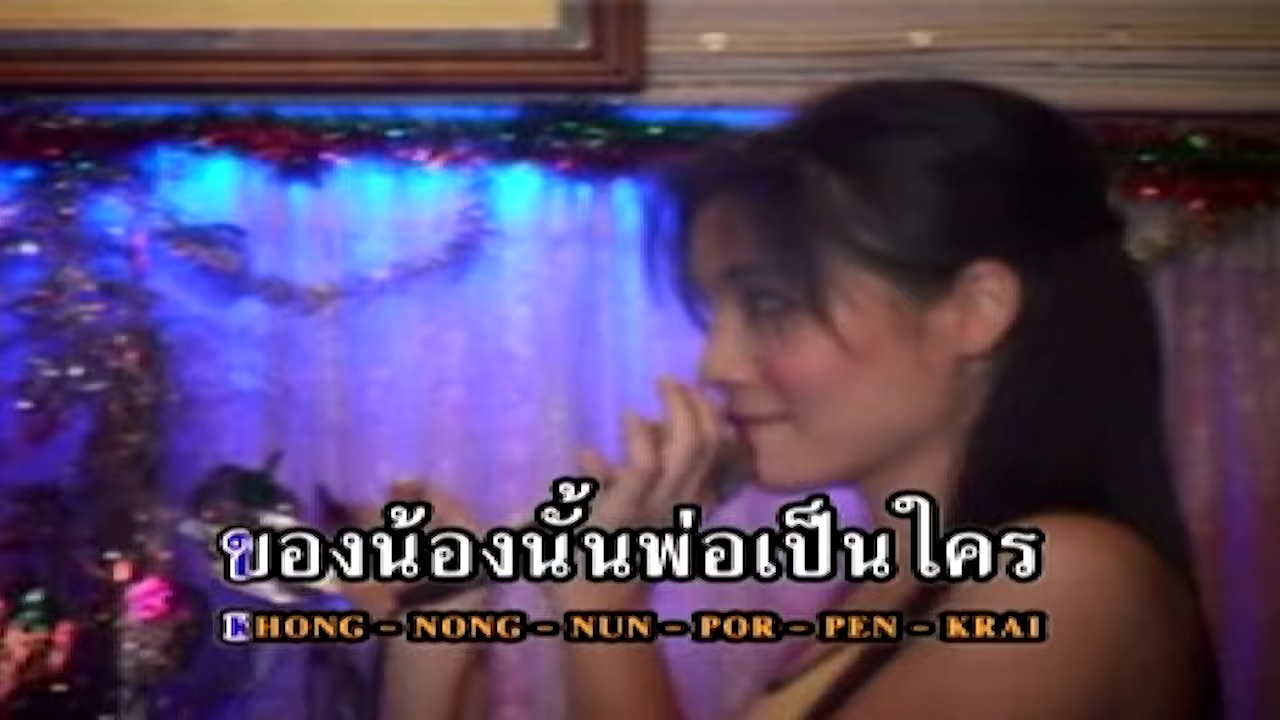 ของน้องนั้นพ่อเป็นใคร
KHONG - NONG - NUN - POR - PEN - KRAI